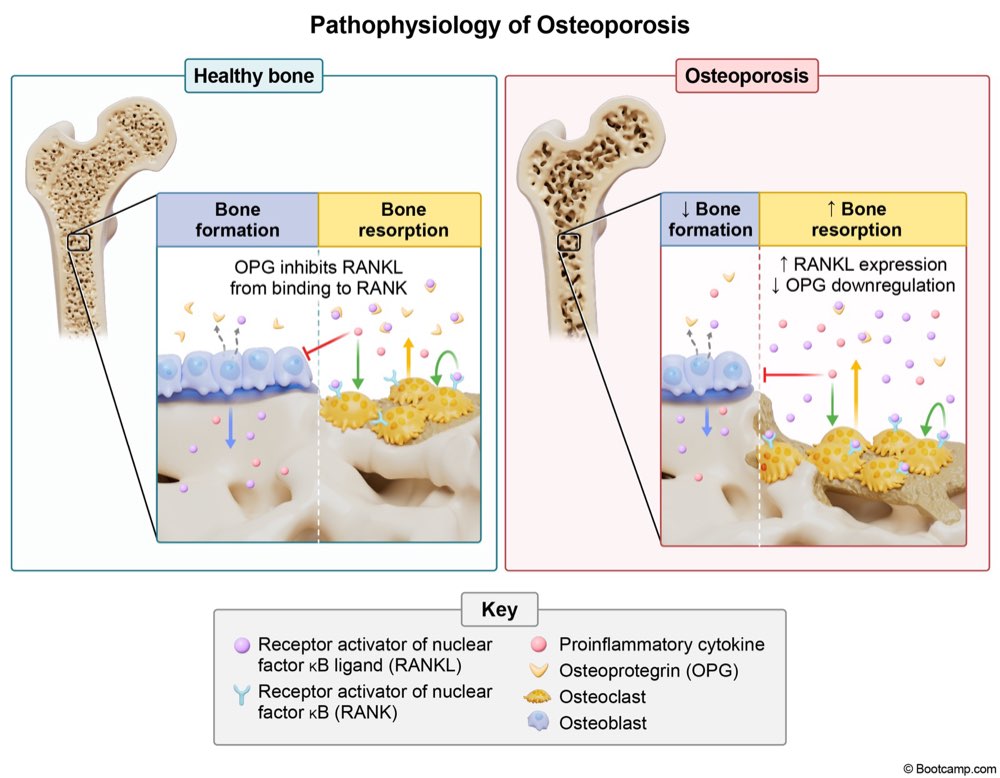 Pathophysiology of Osteoporosis
Healthy bone
Bone
formation
Bone
resorption
OPG inhibits RANKL
from binding to RANK
Osteoporosis
↓ Bone
formation
↑ Bone
resorption
↑ RANKL expression
↓ OPG downregulation
Key
Receptor activator of nuclear
factor κB ligand (RANKL)
Receptor activator of nuclear
factor κB (RANK)
Proinflammatory cytokine
Osteoprotegrin (OPG)
Osteoclast
Osteoblast
© Bootcamp.com